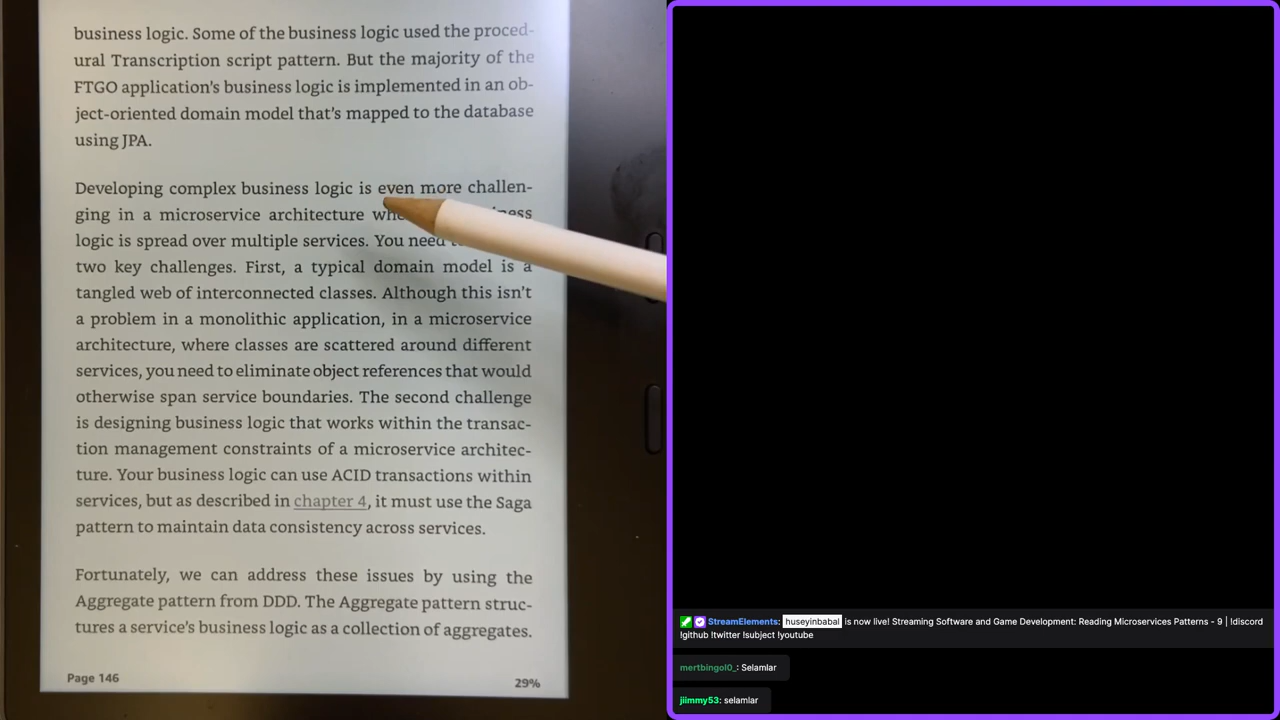 business logic. Some of the business logic used the proced-
ural Transcription script pattern. But the majority of the
FTGO application's business logic is implemented in an ob-
ject-oriented domain model that's mapped to the database
using JPA.
Developing complex business logic is even more challen-
ging in a microservice architecture
logic is spread over multiple services. You need
two key challenges. First, a typical domain model is a
tangled web of interconnected classes. Although this isn't
a problem in a monolithic application, in a microservice
architecture, where classes are scattered around different
services, you need to eliminate object references that would
otherwise span service boundaries. The second challenge
is designing business logic that works within the transac-
tion management constraints of a microservice architec-
ture. Your business logic can use ACID transactions within
services, but as described in chapter 4, it must use the Saga
pattern to maintain data consistency across services.
Fortunately, we can address these issues by using the
Aggregate pattern from DDD. The Aggregate pattern struc-
tures a service's business logic as a collection of aggregates.
Page 146
29%
StreamElements: huseyinbabal is now live! Streaming Software and Game Development: Reading Microservices Patterns - 9 | !discord
!github !twitter !subject !youtube
mertbingol0_: Selamlar
jiimmy53: selamlar